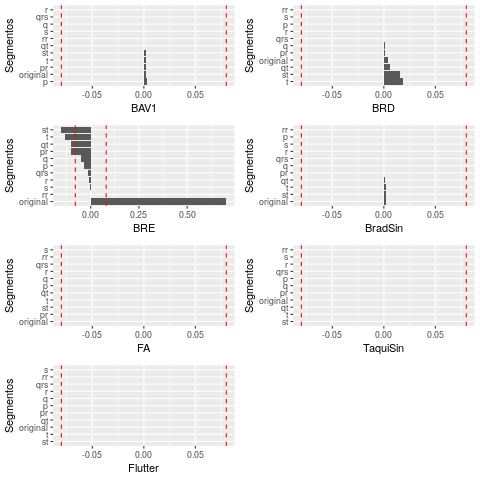 Segmentos
r
qrs
q
s
rr
qt
st
t
pr
original
p
-0.05
0.00
0.05
BAV1
Segmentos
rr
s
r
qrs
p
q
pr
original
qt
st
t
-0.05
0.00
0.05
BRD
Segmentos
st
t
qt
pr
q
p
qrs
r
s
rr
original
0.00
0.25
0.50
BRE
Segmentos
rr
p
s
r
qrs
q
pr
qt
t
st
original
-0.05
0.00
0.05
BradSin
Segmentos
s
rr
qrs
r
q
p
qt
t
st
pr
original
-0.05
0.00
0.05
FA
Segmentos
rr
s
r
qrs
q
p
pr
original
qt
t
st
-0.05
0.00
0.05
TaquiSin
Segmentos
s
rr
qrs
r
q
p
pr
qt
original
t
st
-0.05
0.00
0.05
Flutter